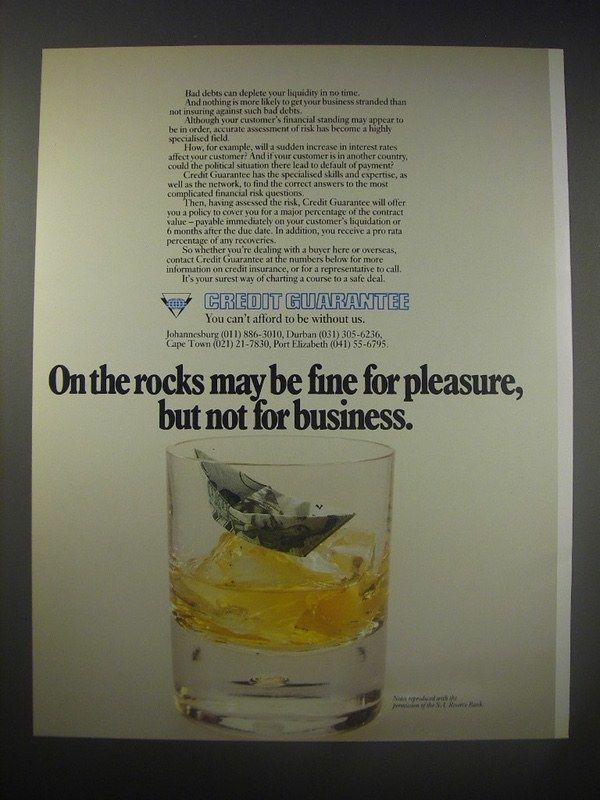 Bad debts can deplete your liquidity in no time.
And nothing is more likely to get your business stranded than
not insuring against such bad debts.
Although your customer's financial standing may appear to
be in order, accurate assessment of risk has become a highly
specialised field.
How, for example, will a sudden increase in interest rates
affect your customer? And if your customer is in another country,
could the political situation there lead to default of payment?
Credit Guarantee has the specialised skills and expertise, as
well as the network, to find the correct answers to the most
complicated financial risk questions.
Then, having assessed the risk, Credit Guarantee will offer
you a policy to cover you for a major percentage of the contract
value – payable immediately on your customer's liquidation or
6 months after the due date. In addition, you receive a pro rata
percentage of any recoveries.
So whether you're dealing with a buyer here or overseas,
contact Credit Guarantee at the numbers below for more
information on credit insurance, or for a representative to call.
It's your surest way of charting a course to a safe deal.
CREDIT GUARANTEE
You can't afford to be without us.
Johannesburg (011) 886-3010, Durban (031) 305-6236,
Cape Town (021) 21-7830, Port Elizabeth (041) 55-6795.
On the rocks may be fine for pleasure,
but not for business.
Notes reproduced with the
permission of the S.A. Reserve Bank.